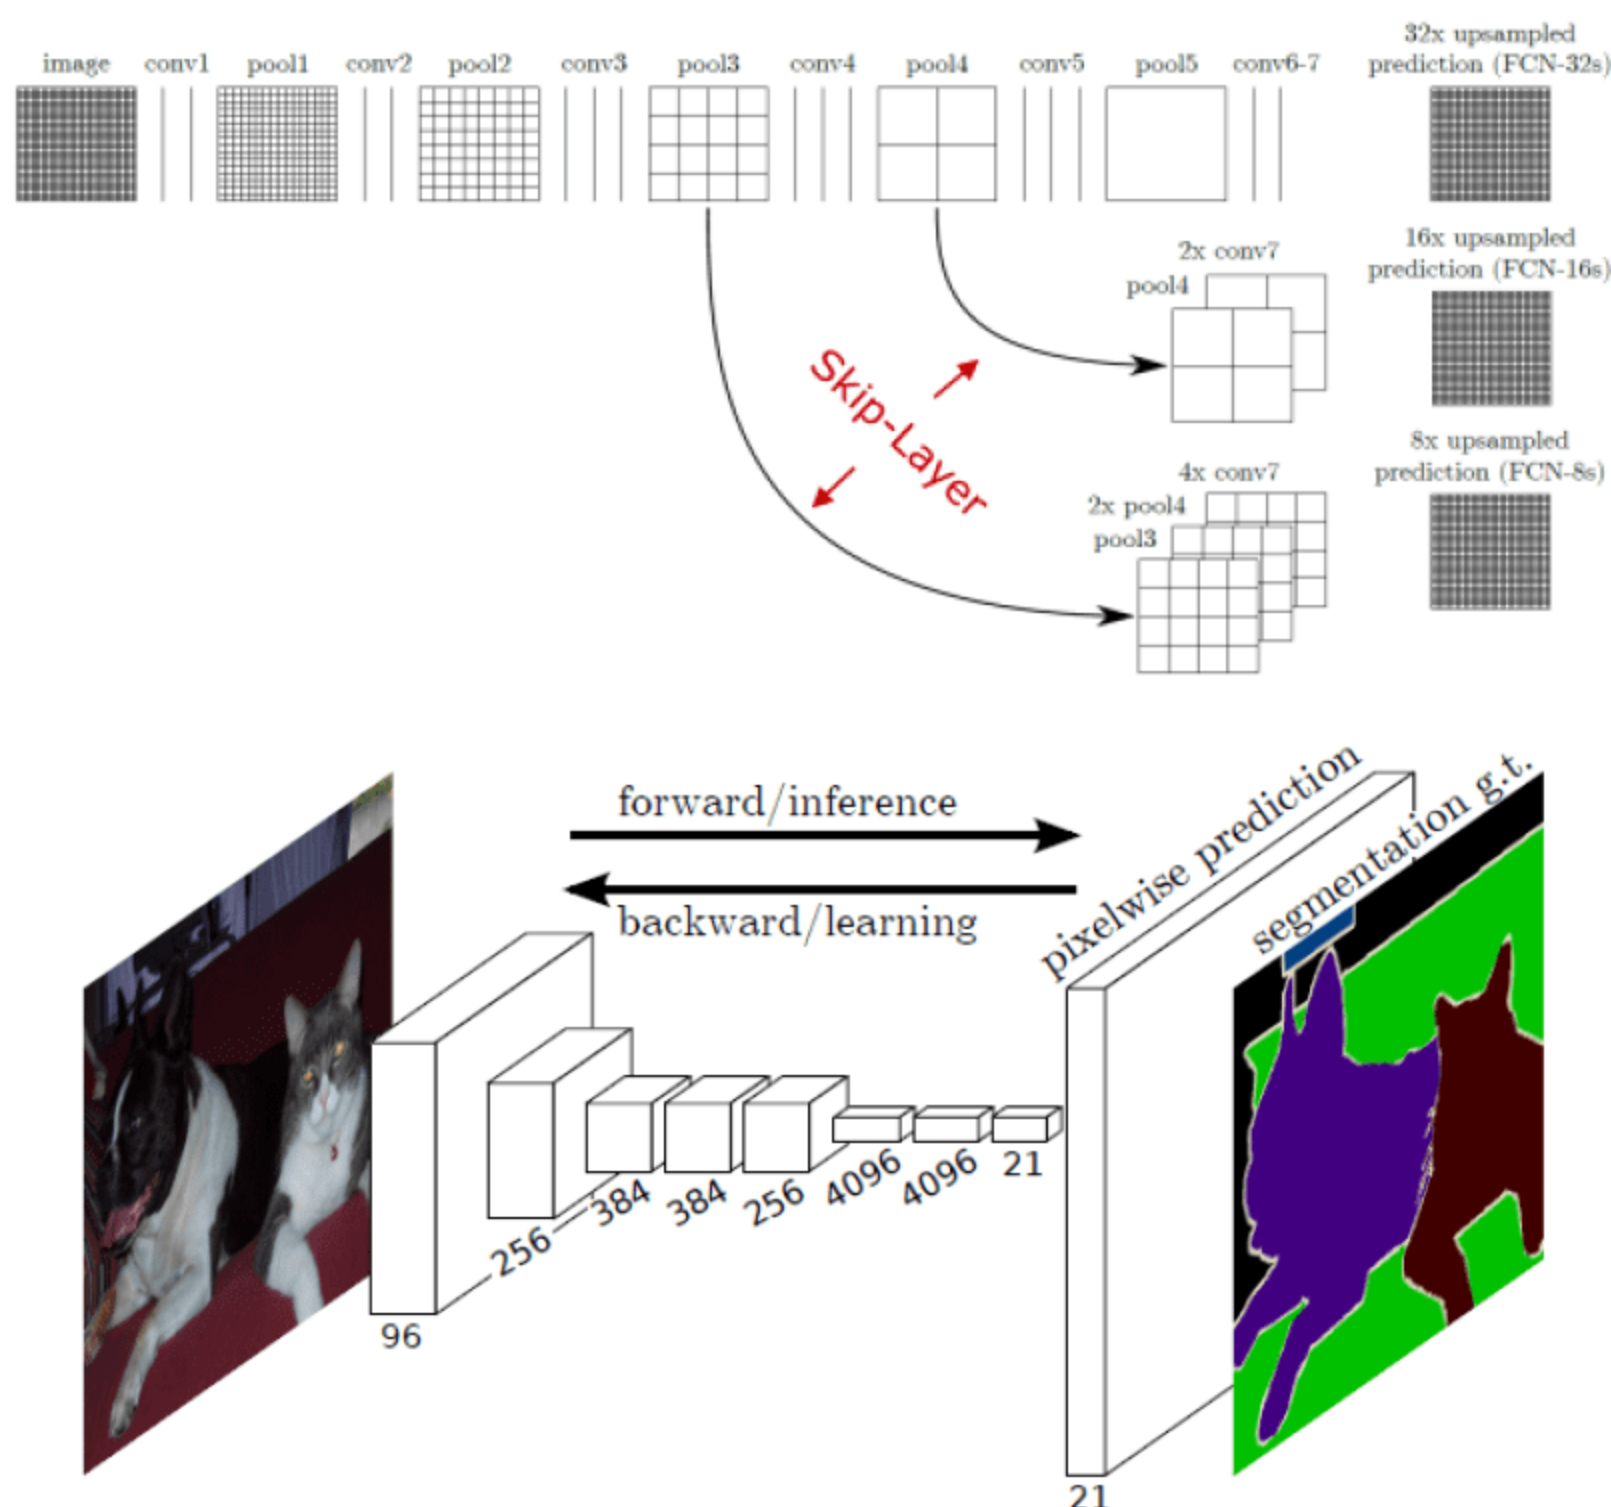 image
conv1
pool1
conv2
pool2
conv3
pool3
conv4
pool4
conv5
pool5
conv6-7
32x upsampled
prediction (FCN-32s)
2x conv7
pool4
16x upsampled
prediction (FCN-16s)
Skip-Layer
4x conv7
2x pool4
pool3
8x upsampled
prediction (FCN-8s)
forward/inference
backward/learning
pixelwise prediction
segmentation g.t.
96
256
384
384
256
4096
4096
21
21